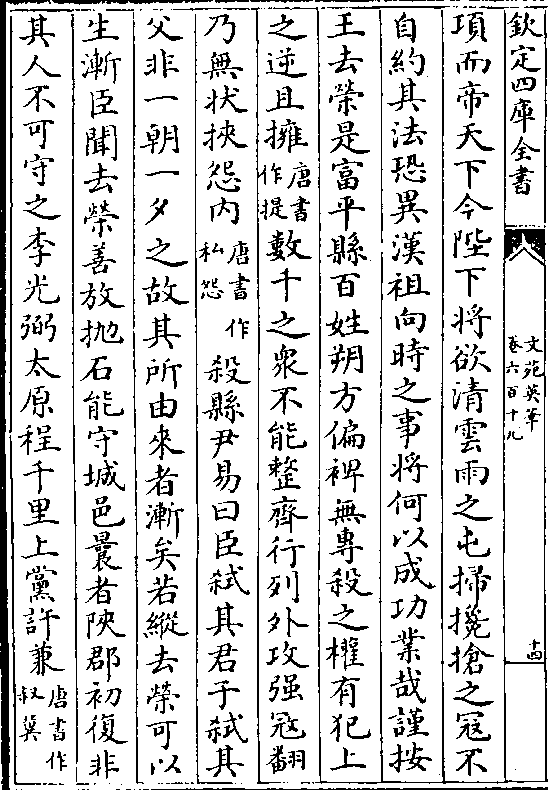 欽定四庫全書
文苑英華
卷六百十九
十四
項而帝天下今陛下將欲清雲雨之屯掃攙搶之冦不
自約其法恐異漢祖向時之事將何以成功業哉謹按
王去榮是富平縣百姓朔方偏裨無專殺之權有犯上
之逆且擁唐書作提數千之衆不能整齊行列外攻强冦翻
乃無狀挾怨内唐書作私怨殺縣尹易曰臣弑其君子弑其
父非一朝一夕之故其所由來者漸矣若縱去榮可以
生漸臣聞去榮善放抛石能守城邑曩者陜郡初復非
其人不可守之李光弼太原程千里上黨許兼唐書作叔冀